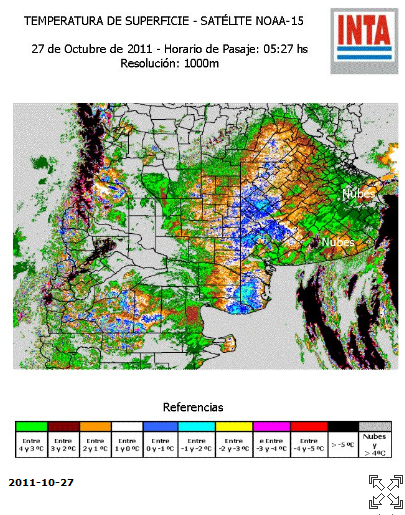 TEMPERATURA DE SUPERFICIE - SATÉLITE NOAA-15
27 de Octubre de 2011 - Horario de Pasaje: 05:27 hs
Resolución: 1000m
INTA
Nubes
Nubes
Referencias
Entre 4 y 3 ºC
Entre 3 y 2 ºC
Entre 2 y 1 ºC
Entre 1 y 0 ºC
Entre 0 y -1 ºC
Entre -1 y -2 ºC
Entre -2 y -3 ºC
e Entre -3 y -4 ºC
Entre -4 y -5 ºC
> -5 ºC
Nubes y > 4ºC
2011-10-27